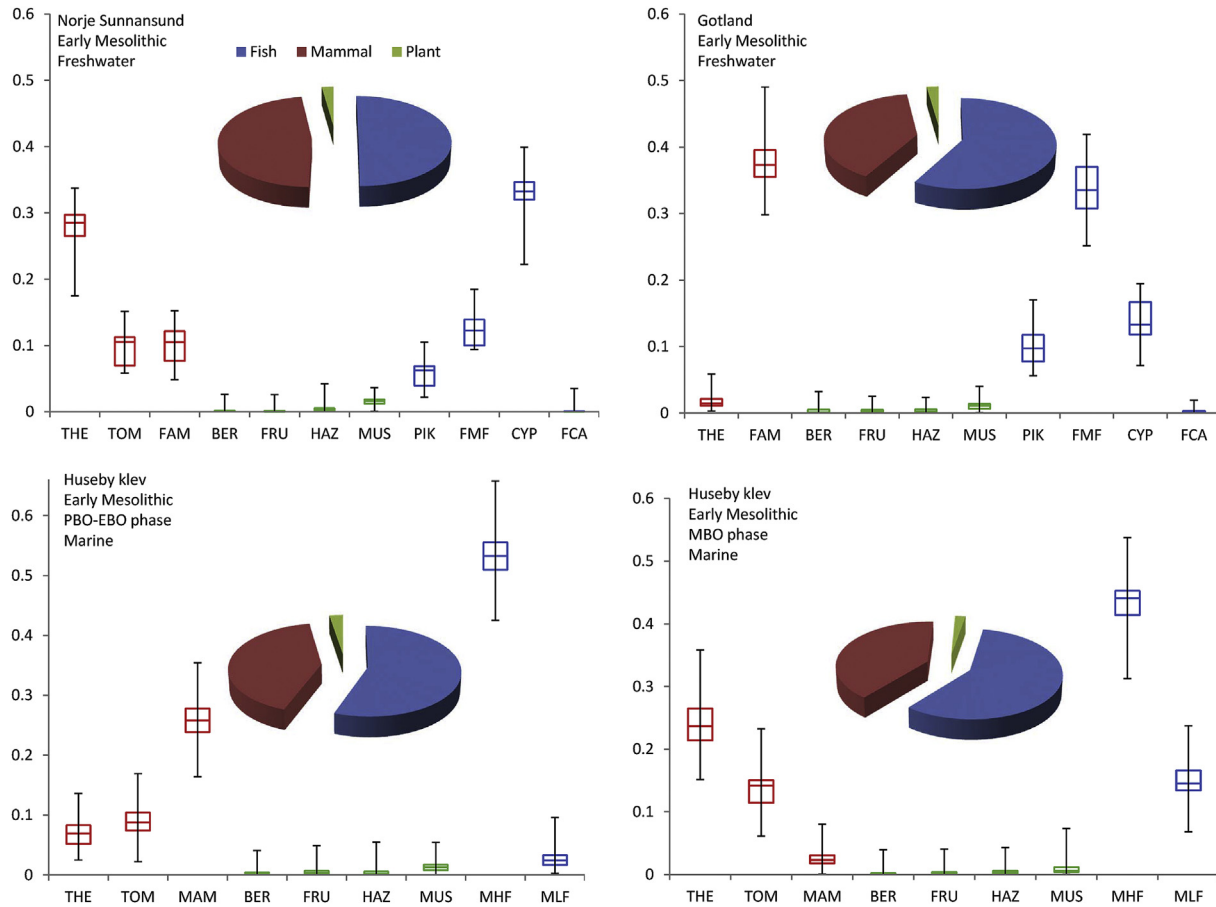 Norje Sunnansund
Early Mesolithic
Freshwater
Fish Mammal Plant
0.6
0.5
0.4
0.3
0.2
0.1
0
THE TOM FAM BER FRU HAZ MUS PIK FMF CYP FCA
Gotland
Early Mesolithic
Freshwater
0.6
0.5
0.4
0.3
0.2
0.1
0
THE FAM BER FRU HAZ MUS PIK FMF CYP FCA
Huseby klev
Early Mesolithic
PBO-EBO phase
Marine
0.6
0.5
0.4
0.3
0.2
0.1
0
THE TOM MAM BER FRU HAZ MUS MHF MLF
Huseby klev
Early Mesolithic
MBO phase
Marine
0.6
0.5
0.4
0.3
0.2
0.1
0
THE TOM MAM BER FRU HAZ MUS MHF MLF